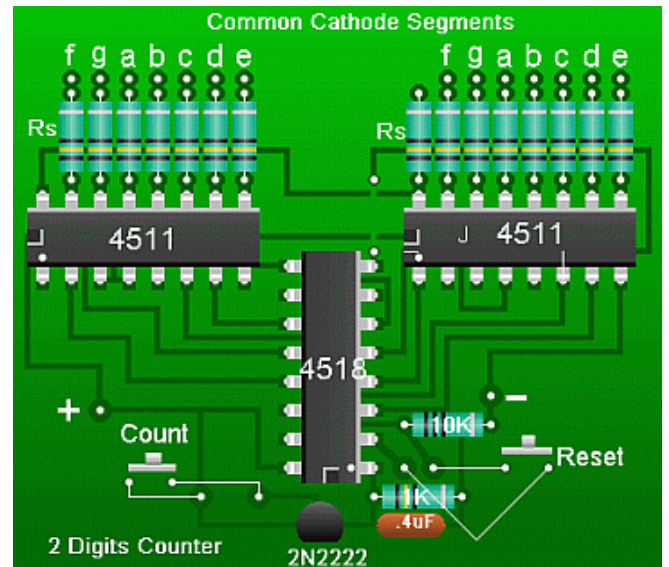 Common Cathode Segments
f g a b c d e
f g a b c d e
Rs
Rs
4511
J 4511
4518
+
-
10K
Count
Reset
1K
.4uF
2 Digits Counter
2N2222